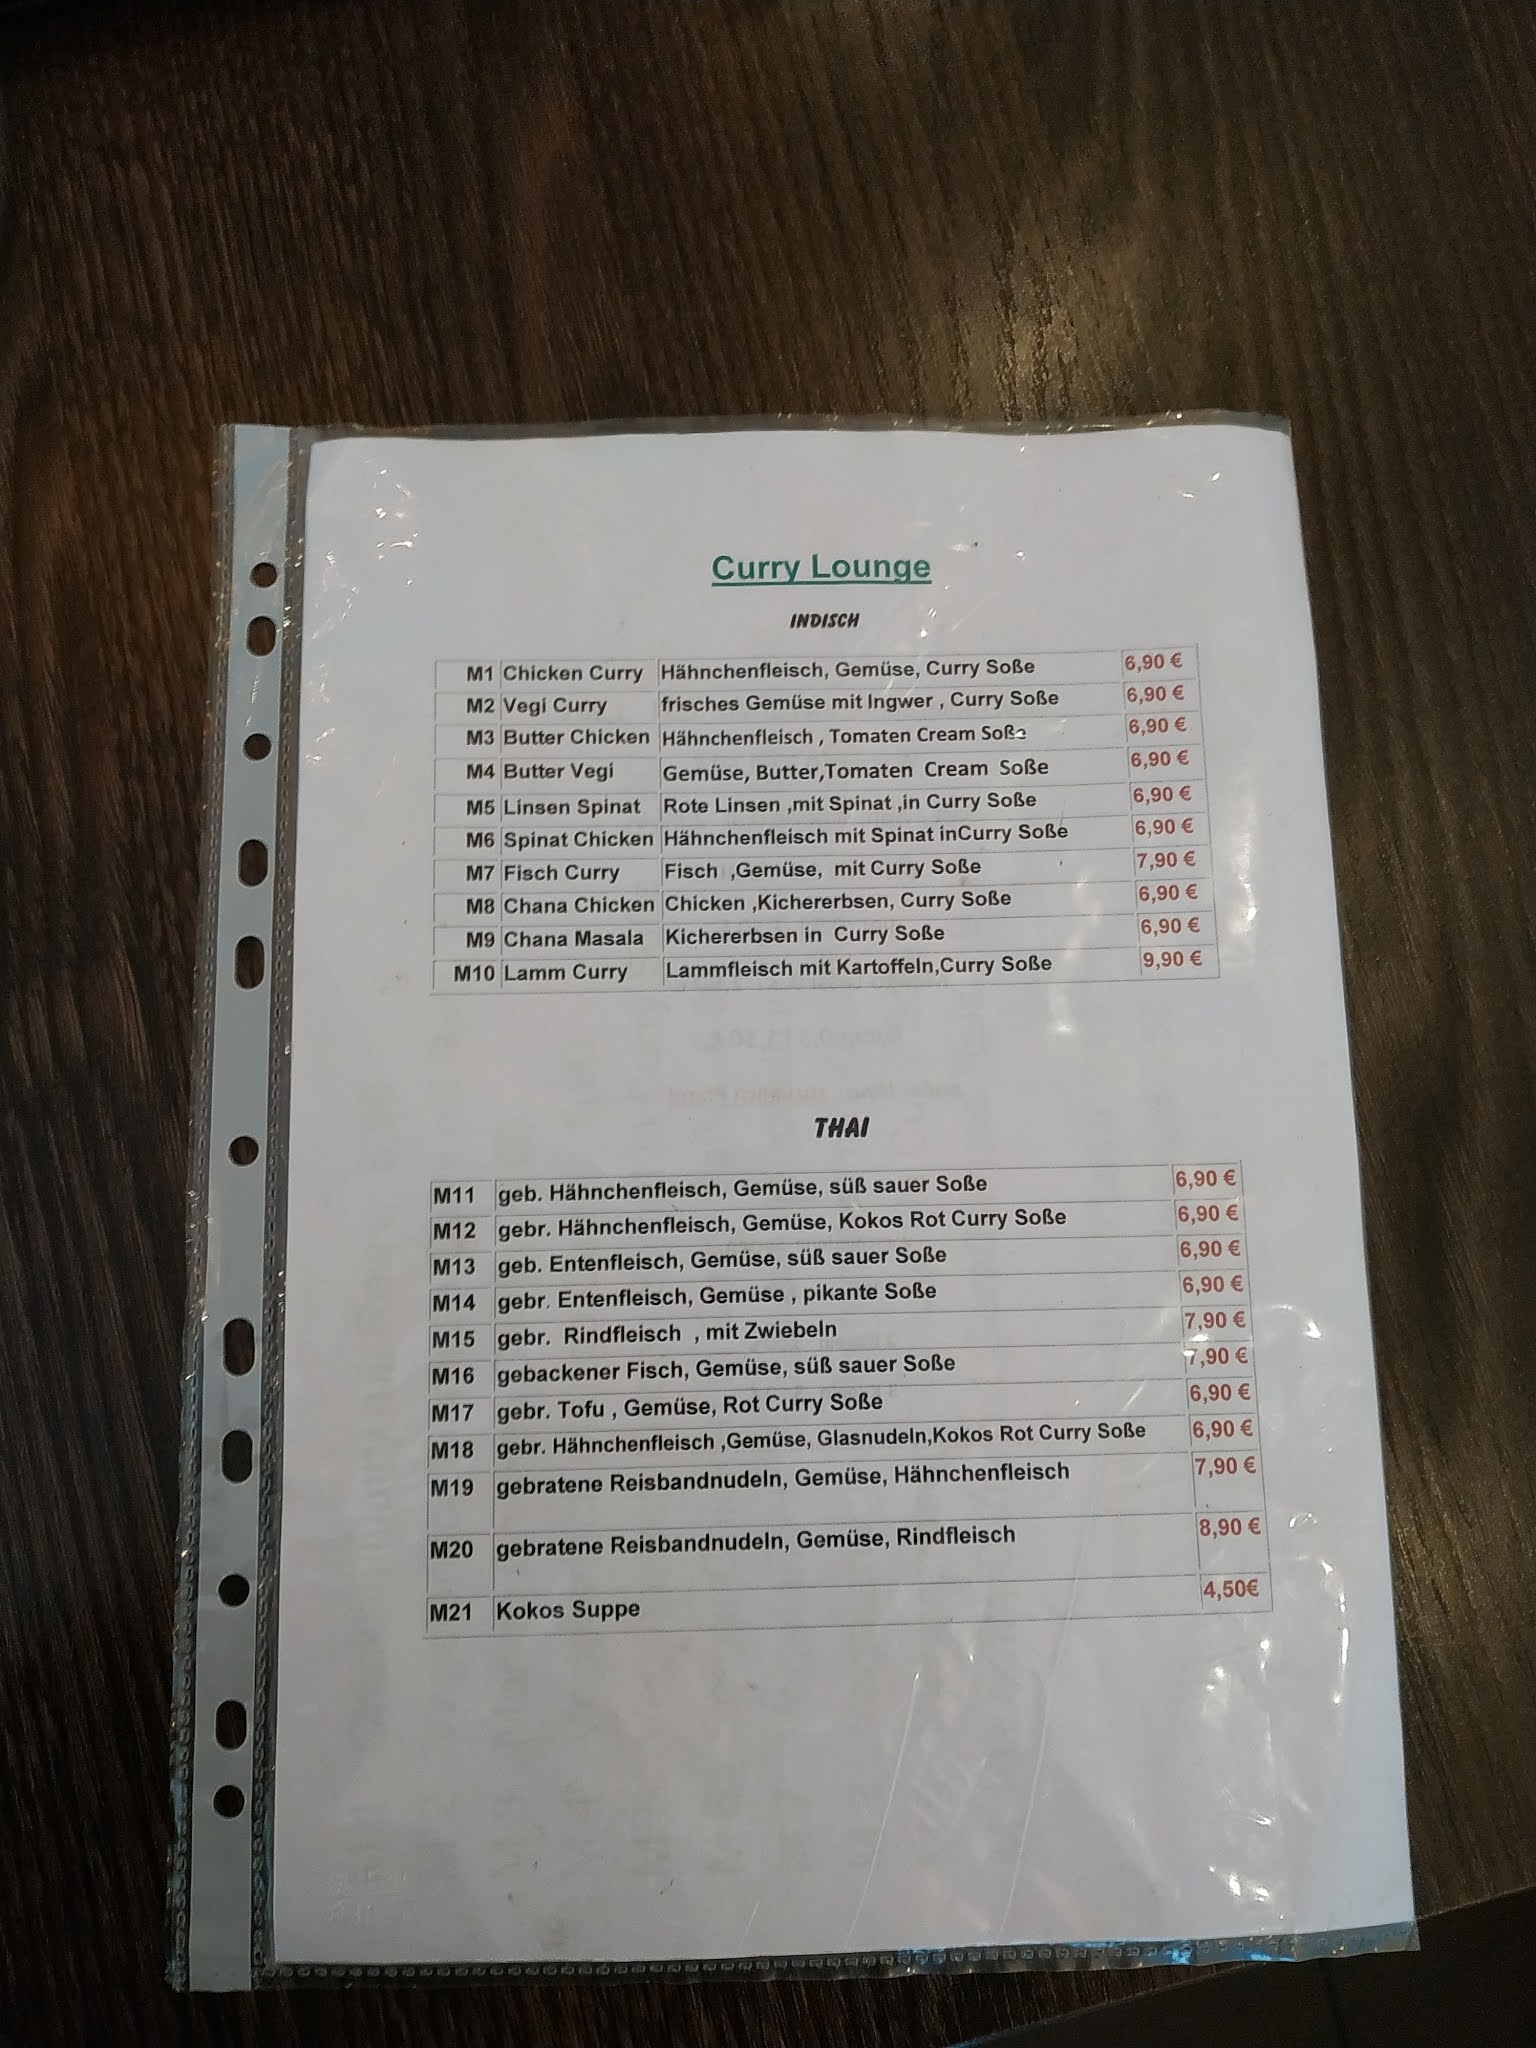 Curry Lounge
INDISCH
M1 Chicken Curry Hähnchenfleisch, Gemüse, Curry Soße 6,90 €
M2 Vegi Curry frisches Gemüse mit Ingwer , Curry Soße 6,90 €
M3 Butter Chicken Hähnchenfleisch , Tomaten Cream Soße 6,90 €
M4 Butter Vegi Gemüse, Butter,Tomaten Cream Soße 6,90 €
M5 Linsen Spinat Rote Linsen ,mit Spinat ,in Curry Soße 6,90 €
M6 Spinat Chicken Hähnchenfleisch mit Spinat inCurry Soße 6,90 €
M7 Fisch Curry Fisch ,Gemüse, mit Curry Soße 7,90 €
M8 Chana Chicken Chicken ,Kichererbsen, Curry Soße 6,90 €
M9 Chana Masala Kichererbsen in Curry Soße 6,90 €
M10 Lamm Curry Lammfleisch mit Kartoffeln,Curry Soße 9,90 €
THAI
M11 geb. Hähnchenfleisch, Gemüse, süß sauer Soße 6,90 €
M12 gebr. Hähnchenfleisch, Gemüse, Kokos Rot Curry Soße 6,90 €
M13 geb. Entenfleisch, Gemüse, süß sauer Soße 6,90 €
M14 gebr. Entenfleisch, Gemüse , pikante Soße 6,90 €
M15 gebr. Rindfleisch , mit Zwiebeln 7,90 €
M16 gebackener Fisch, Gemüse, süß sauer Soße 7,90 €
M17 gebr. Tofu , Gemüse, Rot Curry Soße 6,90 €
M18 gebr. Hähnchenfleisch ,Gemüse, Glasnudeln,Kokos Rot Curry Soße 6,90 €
M19 gebratene Reisbandnudeln, Gemüse, Hähnchenfleisch 7,90 €
M20 gebratene Reisbandnudeln, Gemüse, Rindfleisch 8,90 €
M21 Kokos Suppe 4,50€